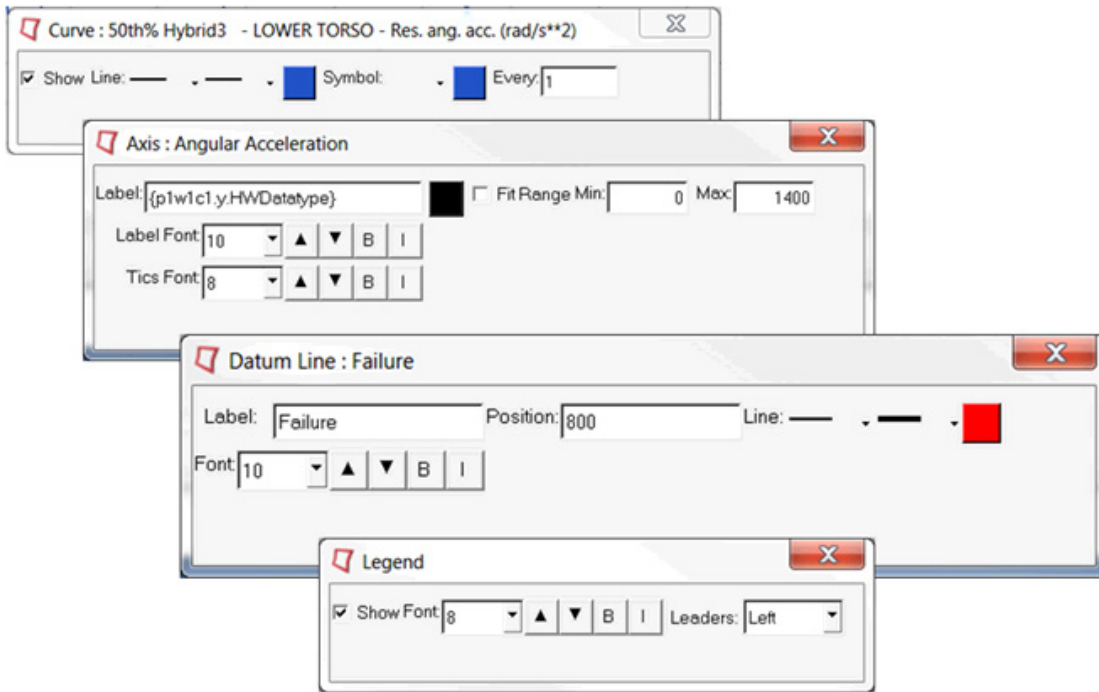 Curve : 50th% Hybrid3 - LOWER TORSO - Res. ang. acc. (rad/s**2)
Show Line: Symbol: Every: 1
Axis : Angular Acceleration
Label: {p1w1c1.y.HWDatatype} Fit Range Min: 0 Max: 1400
Label Font: 10 B I
Tics Font: 8 B I
Datum Line : Failure
Label: Failure Position: 800 Line:
Font: 10 B I
Legend
Show Font: 8 B I Leaders: Left